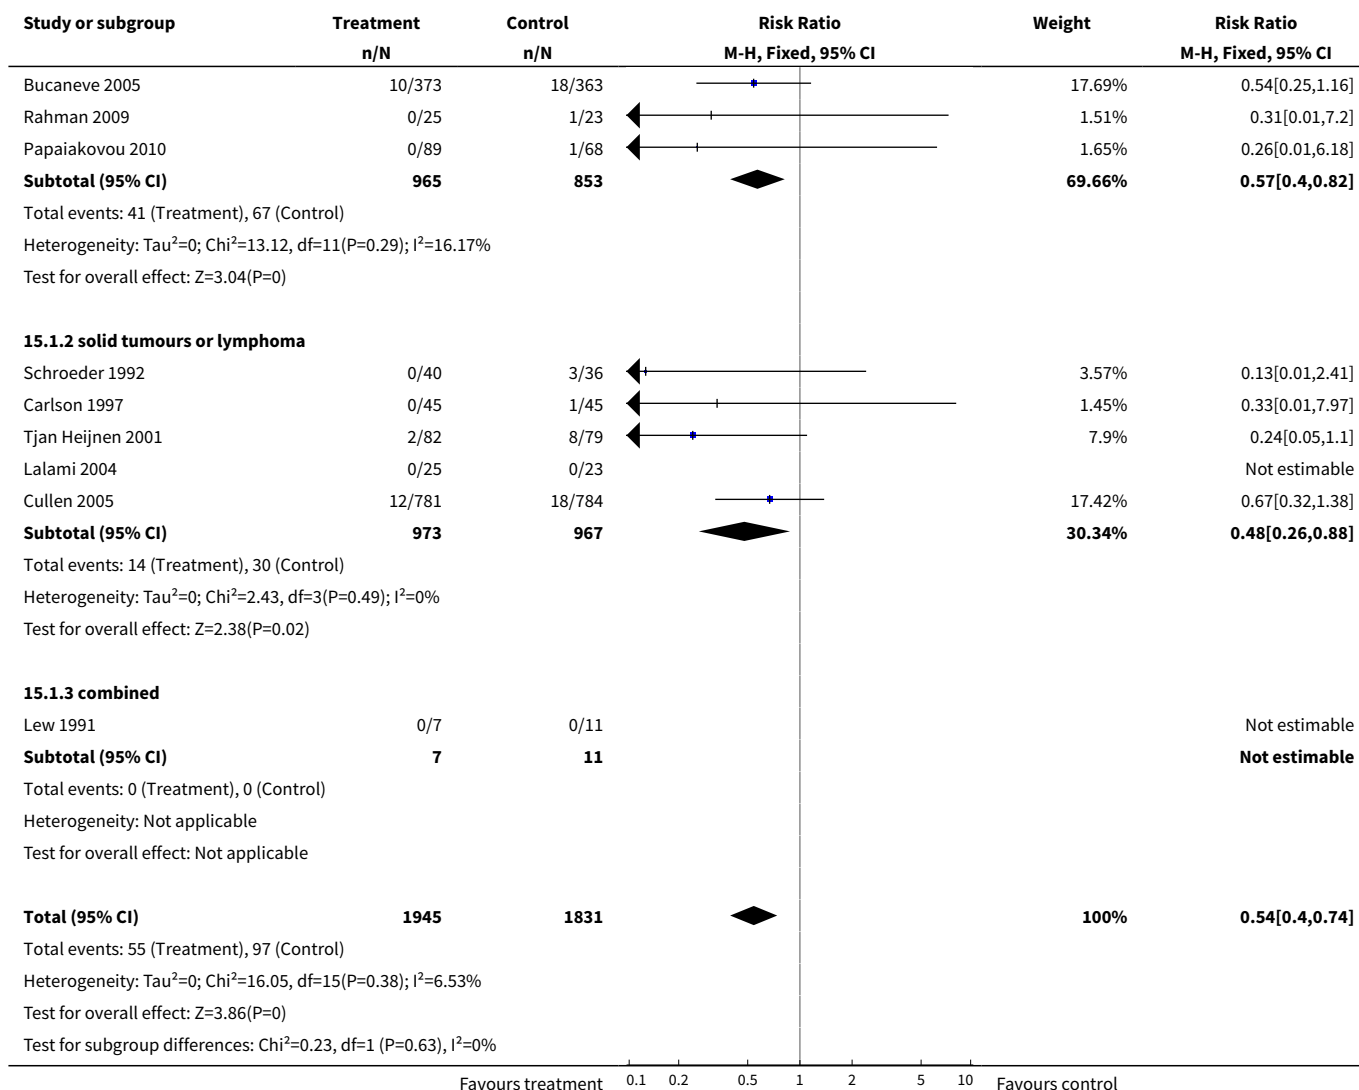 Study or subgroup Treatment Control Risk Ratio Weight Risk Ratio
n/N n/N M-H, Fixed, 95% CI M-H, Fixed, 95% CI
Bucaneve 2005 10/373 18/363 17.69% 0.54[0.25,1.16]
Rahman 2009 0/25 1/23 1.51% 0.31[0.01,7.2]
Papaiakovou 2010 0/89 1/68 1.65% 0.26[0.01,6.18]
Subtotal (95% CI) 965 853 69.66% 0.57[0.4,0.82]
Total events: 41 (Treatment), 67 (Control)
Heterogeneity: Tau²=0; Chi²=13.12, df=11(P=0.29); I²=16.17%
Test for overall effect: Z=3.04(P=0)
15.1.2 solid tumours or lymphoma
Schroeder 1992 0/40 3/36 3.57% 0.13[0.01,2.41]
Carlson 1997 0/45 1/45 1.45% 0.33[0.01,7.97]
Tjan Heijnen 2001 2/82 8/79 7.9% 0.24[0.05,1.1]
Lalami 2004 0/25 0/23 Not estimable
Cullen 2005 12/781 18/784 17.42% 0.67[0.32,1.38]
Subtotal (95% CI) 973 967 30.34% 0.48[0.26,0.88]
Total events: 14 (Treatment), 30 (Control)
Heterogeneity: Tau²=0; Chi²=2.43, df=3(P=0.49); I²=0%
Test for overall effect: Z=2.38(P=0.02)
15.1.3 combined
Lew 1991 0/7 0/11 Not estimable
Subtotal (95% CI) 7 11 Not estimable
Total events: 0 (Treatment), 0 (Control)
Heterogeneity: Not applicable
Test for overall effect: Not applicable
Total (95% CI) 1945 1831 100% 0.54[0.4,0.74]
Total events: 55 (Treatment), 97 (Control)
Heterogeneity: Tau²=0; Chi²=16.05, df=15(P=0.38); I²=6.53%
Test for overall effect: Z=3.86(P=0)
Test for subgroup differences: Chi²=0.23, df=1 (P=0.63), I²=0%
Favours treatment 0.1 0.2 0.5 1 2 5 10 Favours control